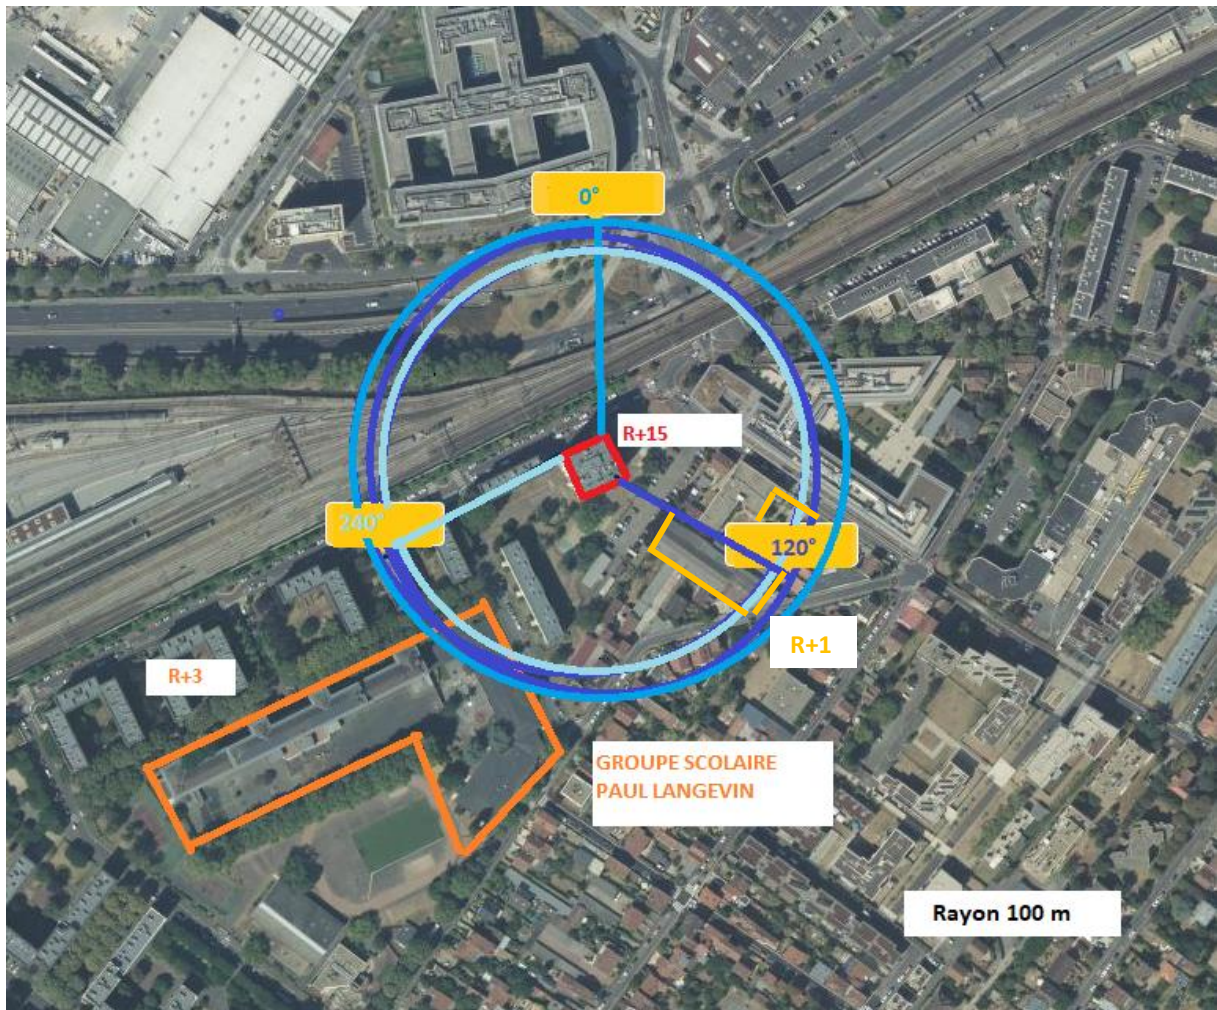 0°
R+15
240°
120°
R+1
R+3
GROUPE SCOLAIRE
PAUL LANGEVIN
Rayon 100 m